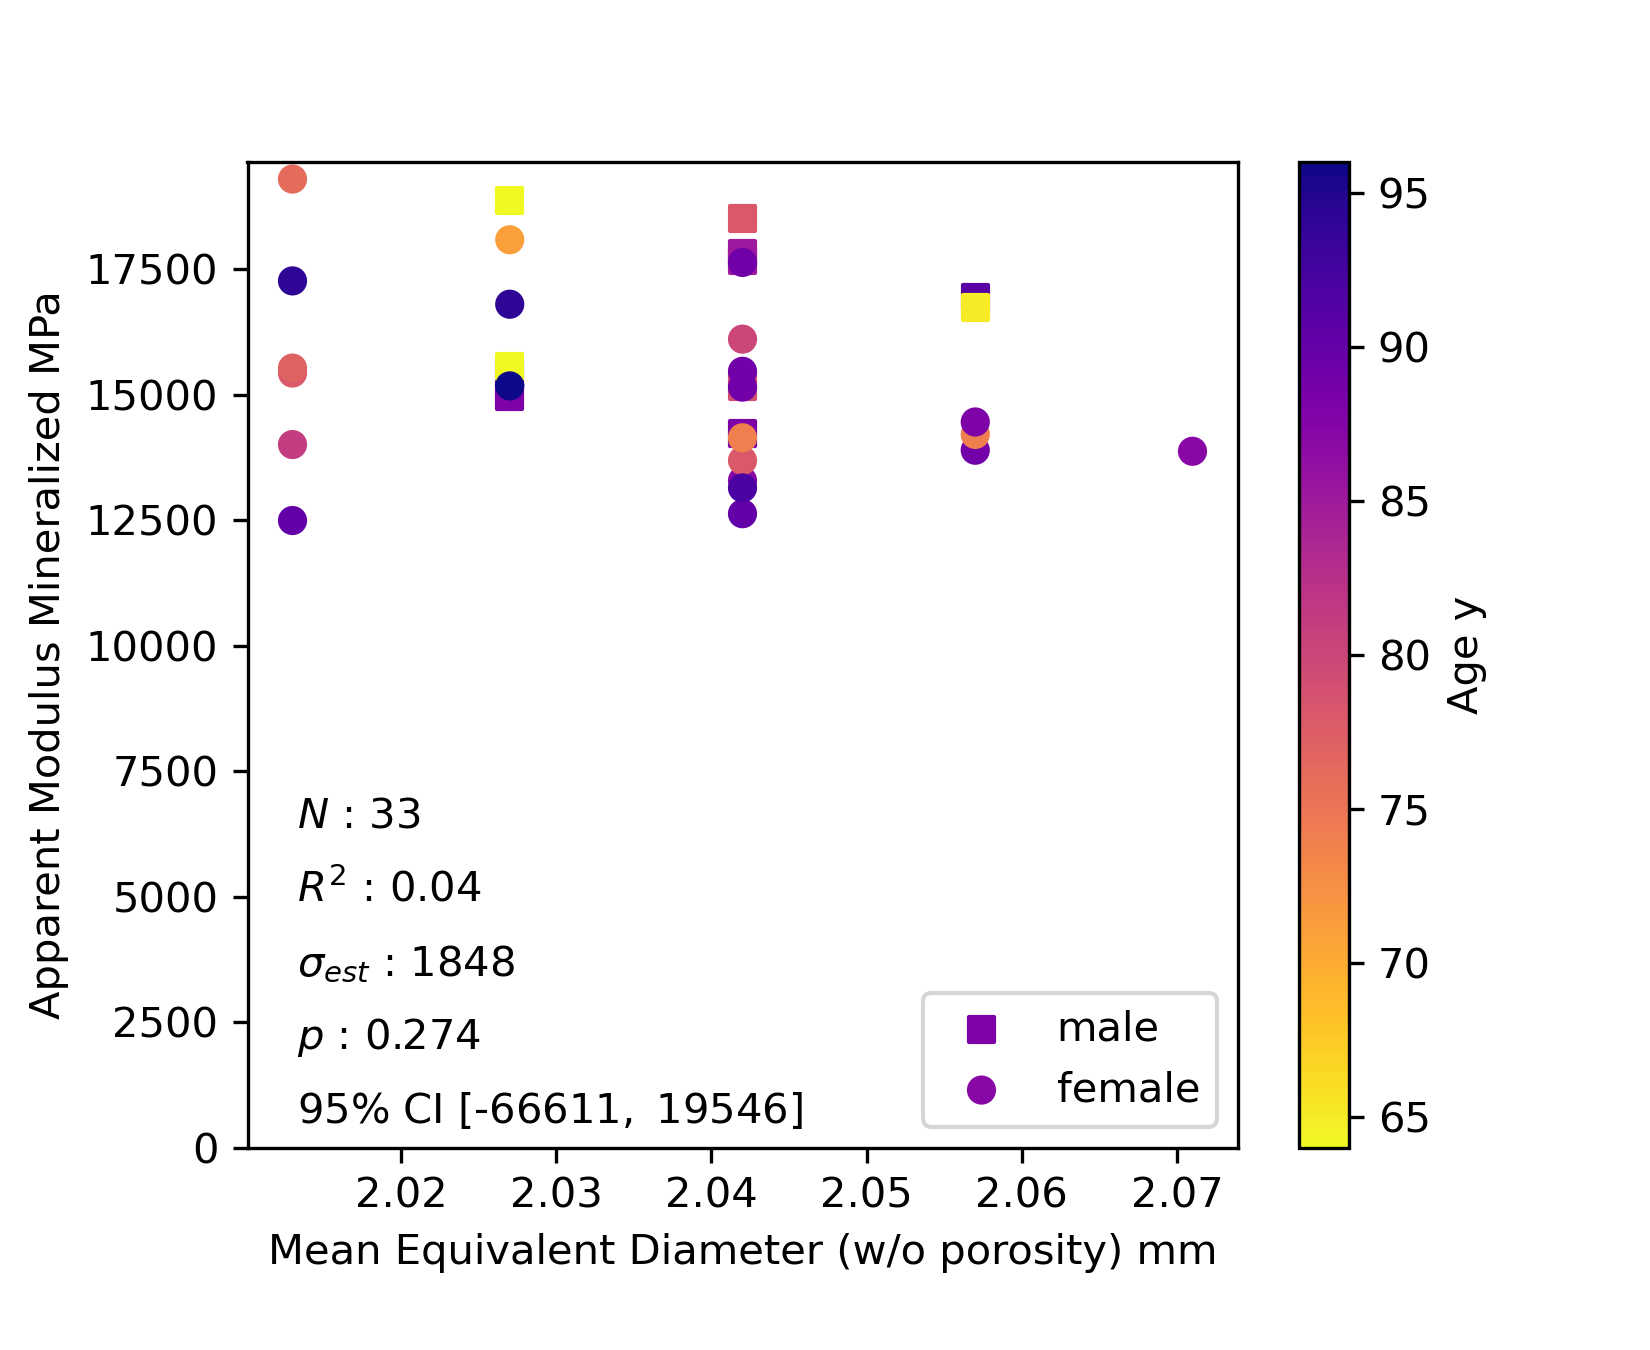 Apparent Modulus Mineralized MPa
17500
15000
12500
10000
7500
5000
2500
0
N : 33
R² : 0.04
σest : 1848
p : 0.274
95% CI [-66611, 19546]
male
female
2.02 2.03 2.04 2.05 2.06 2.07
Mean Equivalent Diameter (w/o porosity) mm
95
90
85
80
75
70
65
Age y